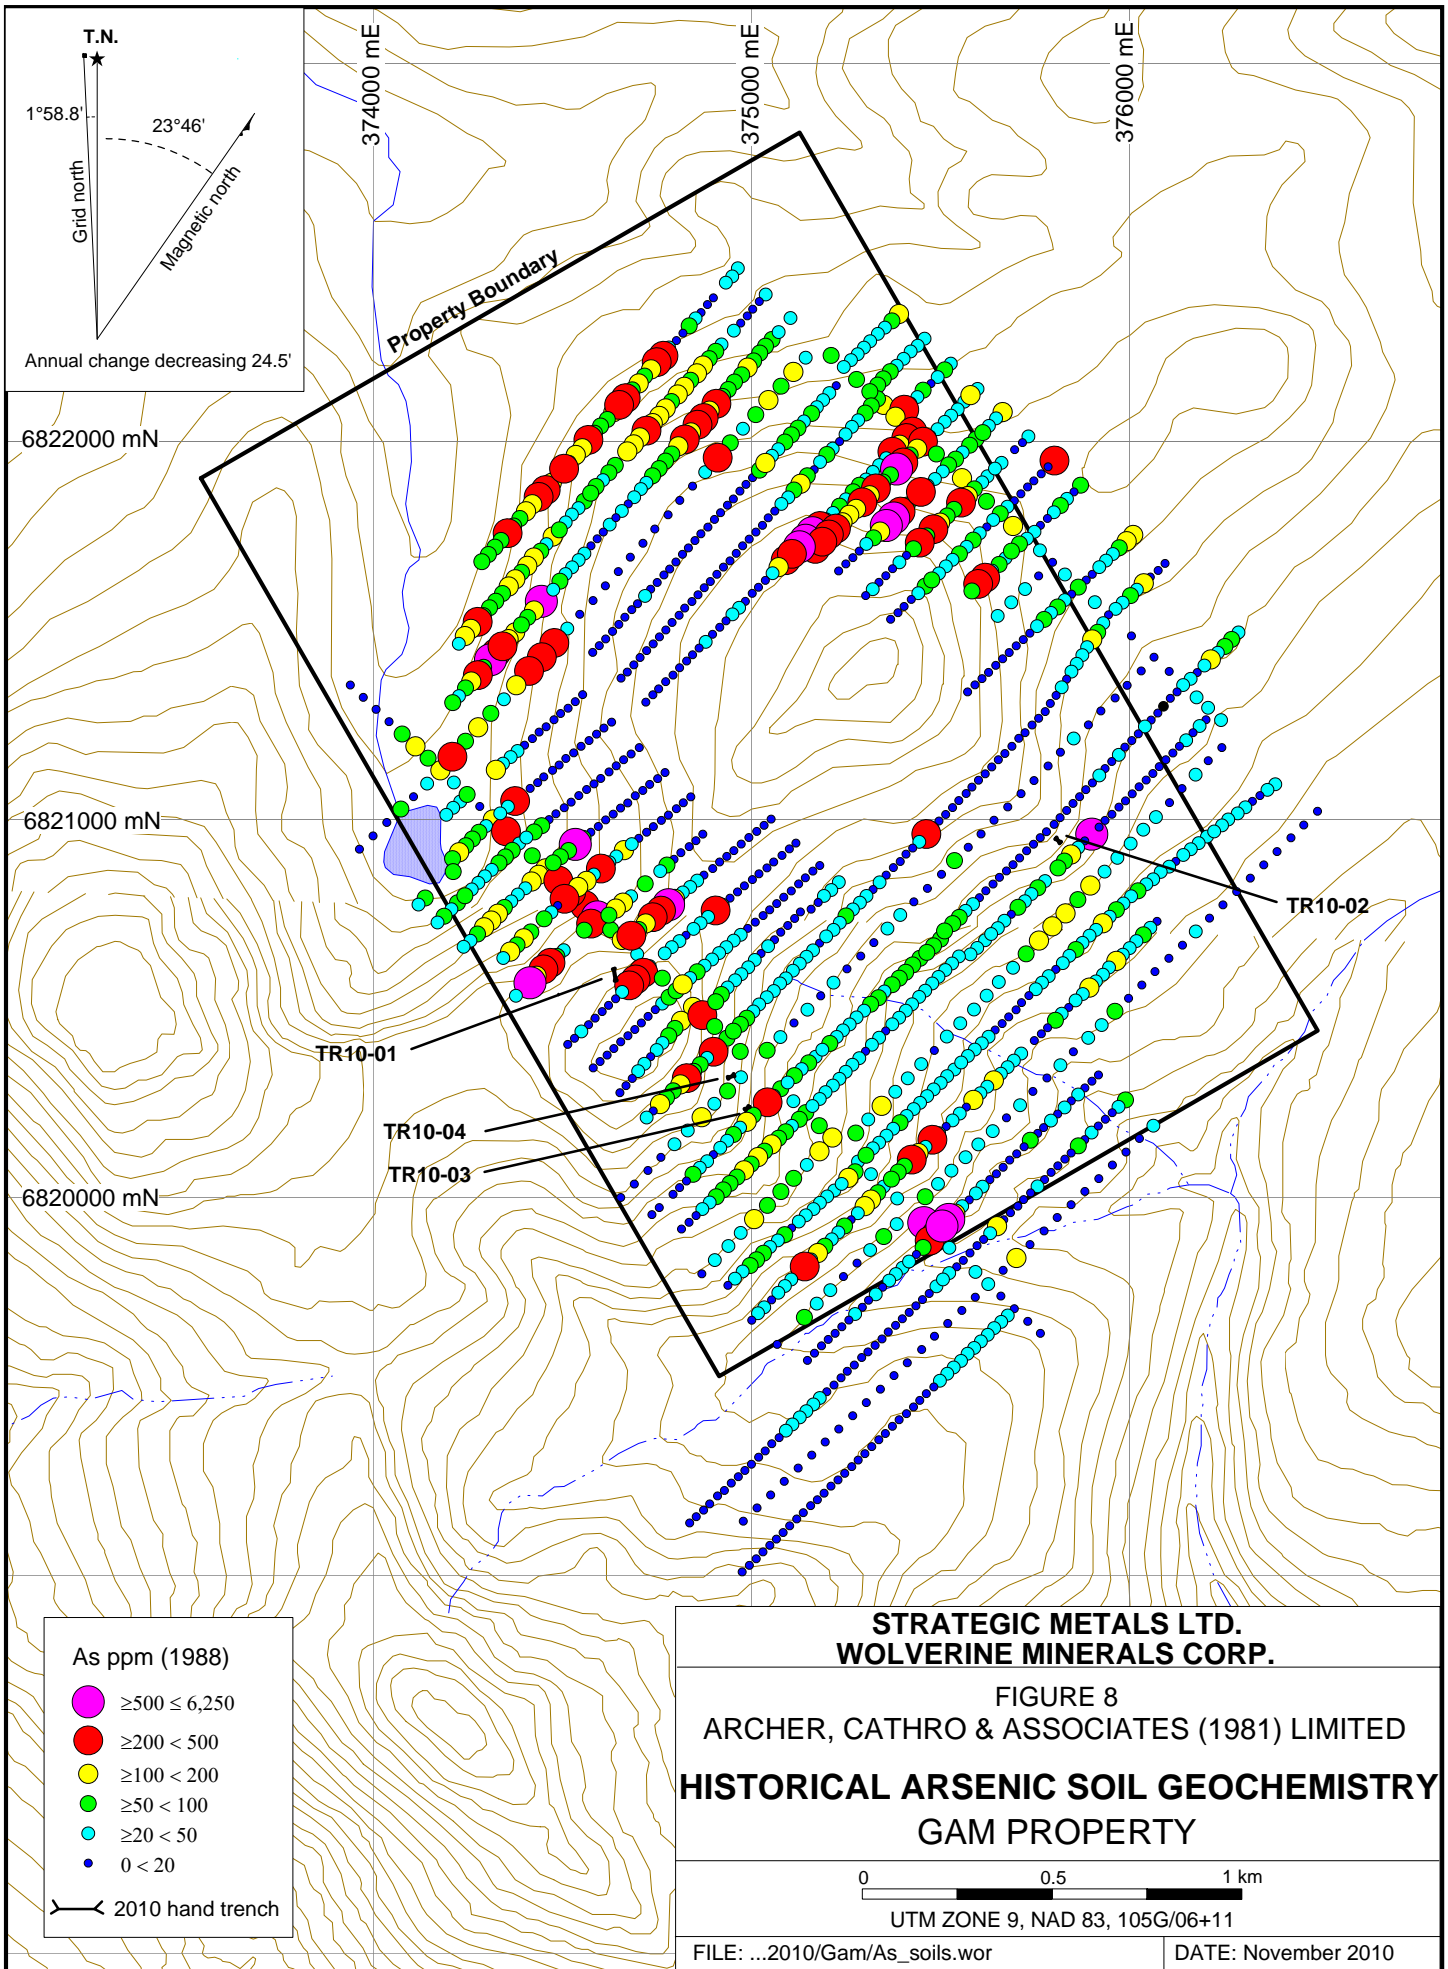 T.N.
1°58.8'
23°46'
Grid north
Magnetic north
Annual change decreasing 24.5'
374000 mE
375000 mE
376000 mE
Property Boundary
6822000 mN
6821000 mN
TR10-02
TR10-01
TR10-04
TR10-03
6820000 mN
As ppm (1988)
≥500 ≤ 6,250
≥200 < 500
≥100 < 200
≥50 < 100
≥20 < 50
0 < 20
2010 hand trench
STRATEGIC METALS LTD.
WOLVERINE MINERALS CORP.
FIGURE 8
ARCHER, CATHRO & ASSOCIATES (1981) LIMITED
HISTORICAL ARSENIC SOIL GEOCHEMISTRY
GAM PROPERTY
0 0.5 1 km
UTM ZONE 9, NAD 83, 105G/06+11
FILE: ...2010/Gam/As_soils.wor
DATE: November 2010